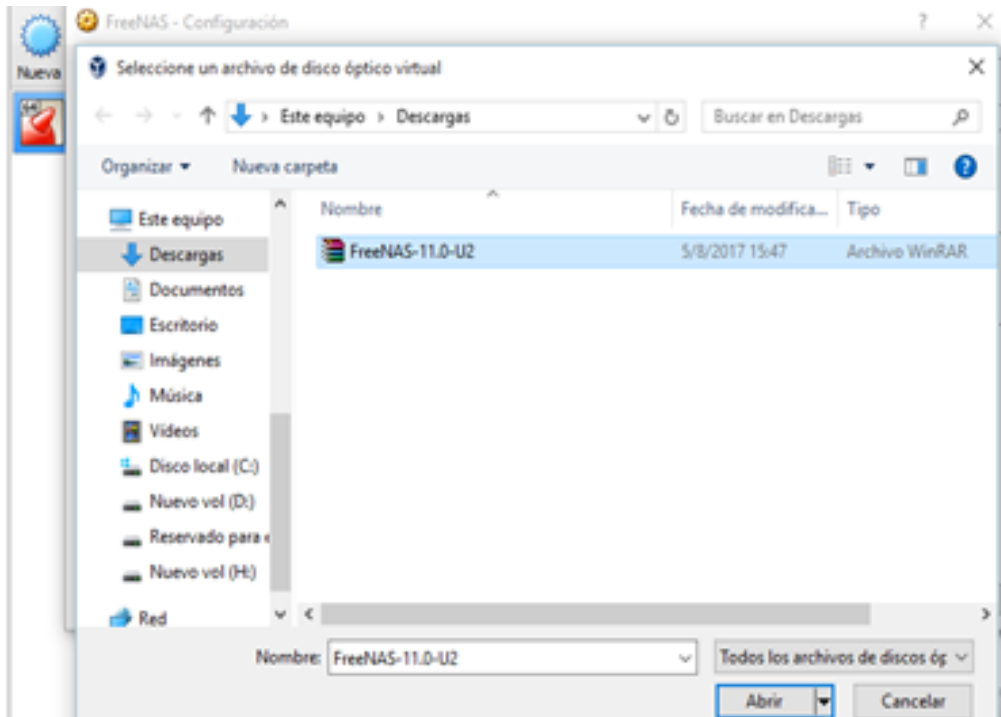 FreeNAS - Configuración
Nueva
Seleccione un archivo de disco óptico virtual
Este equipo > Descargas
Buscar en Descargas
Organizar
Nueva carpeta
Nombre
Fecha de modifica...
Tipo
Este equipo
Descargas
Documentos
Escritorio
Imágenes
Música
Vídeos
Disco local (C:)
Nuevo vol (D:)
Reservado para e
Nuevo vol (H:)
Red
FreeNAS-11.0-U2
5/8/2017 15:47
Archivo WinRAR
64
Nombre: FreeNAS-11.0-U2
Todos los archivos de discos óp
Abrir
Cancelar